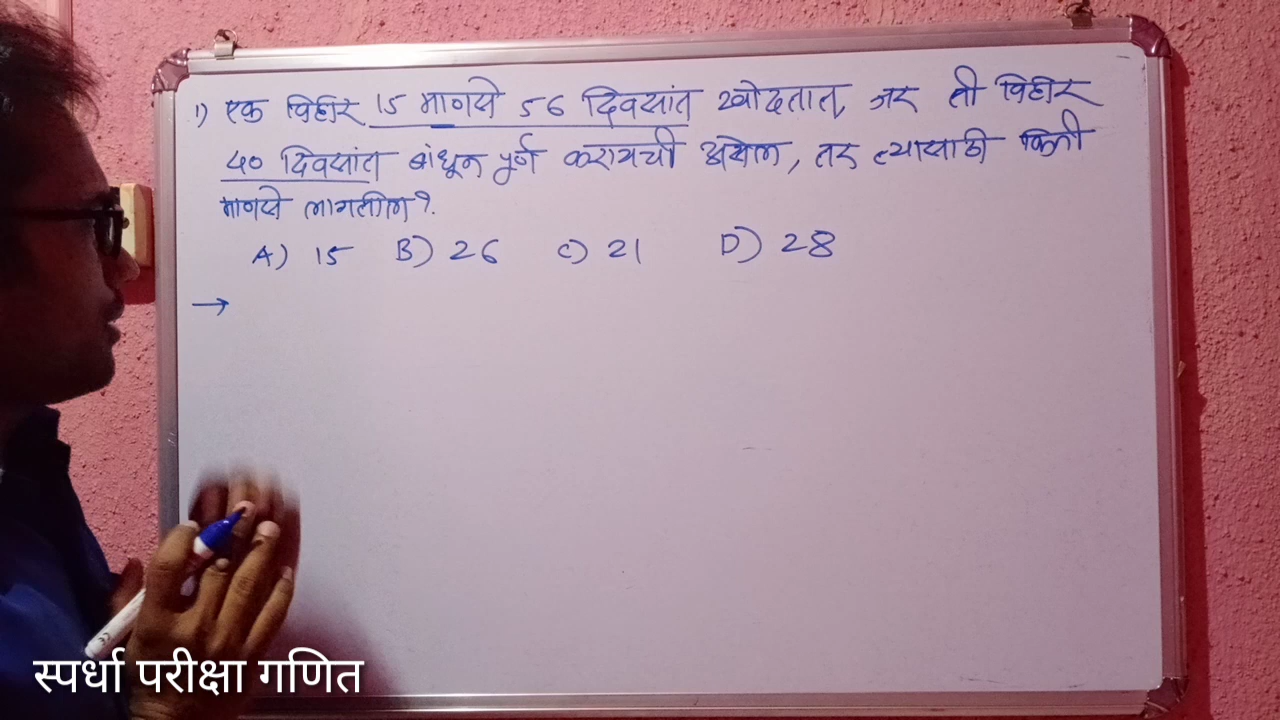 1) एक विहीर 15 माणसे 56 दिवसांत खोदतात, जर ती विहीर
40 दिवसांत बांधून पूर्ण करायची असेल, तर त्यासाठी किती
माणसे लागतील?
A) 15 B) 26 C) 21 D) 28
→
स्पर्धा परीक्षा गणित